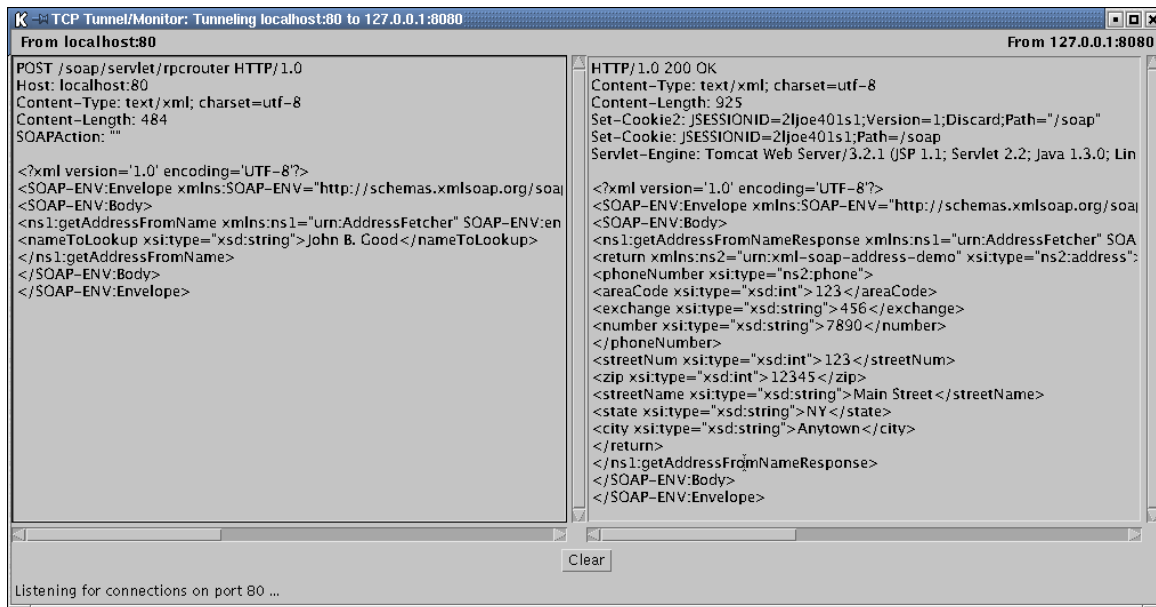 TCP Tunnel/Monitor: Tunneling localhost:80 to 127.0.0.1:8080
From localhost:80
From 127.0.0.1:8080
POST /soap/servlet/rpcrouter HTTP/1.0
Host: localhost:80
Content-Type: text/xml; charset=utf-8
Content-Length: 484
SOAPAction: ""
<?xml version='1.0' encoding='UTF-8'?>
<SOAP-ENV:Envelope xmlns:SOAP-ENV="http://schemas.xmlsoap.org/soap
<SOAP-ENV:Body>
<ns1:getAddressFromName xmlns:ns1="urn:AddressFetcher" SOAP-ENV:en
<nameToLookup xsi:type="xsd:string">John B. Good</nameToLookup>
</ns1:getAddressFromName>
</SOAP-ENV:Body>
</SOAP-ENV:Envelope>
HTTP/1.0 200 OK
Content-Type: text/xml; charset=utf-8
Content-Length: 925
Set-Cookie2: JSESSIONID=2ljoe401s1;Version=1;Discard;Path="/soap"
Set-Cookie: JSESSIONID=2ljoe401s1;Path=/soap
Servlet-Engine: Tomcat Web Server/3.2.1 (JSP 1.1; Servlet 2.2; Java 1.3.0; Lin
<?xml version='1.0' encoding='UTF-8'?>
<SOAP-ENV:Envelope xmlns:SOAP-ENV="http://schemas.xmlsoap.org/soap
<SOAP-ENV:Body>
<ns1:getAddressFromNameResponse xmlns:ns1="urn:AddressFetcher" SOA
<return xmlns:ns2="urn:xml-soap-address-demo" xsi:type="ns2:address">
<phoneNumber xsi:type="ns2:phone">
<areaCode xsi:type="xsd:int">123</areaCode>
<exchange xsi:type="xsd:string">456</exchange>
<number xsi:type="xsd:string">7890</number>
</phoneNumber>
<streetNum xsi:type="xsd:int">123</streetNum>
<zip xsi:type="xsd:int">12345</zip>
<streetName xsi:type="xsd:string">Main Street</streetName>
<state xsi:type="xsd:string">NY</state>
<city xsi:type="xsd:string">Anytown</city>
</return>
</ns1:getAddressFromNameResponse>
</SOAP-ENV:Body>
</SOAP-ENV:Envelope>
Clear
Listening for connections on port 80 ...